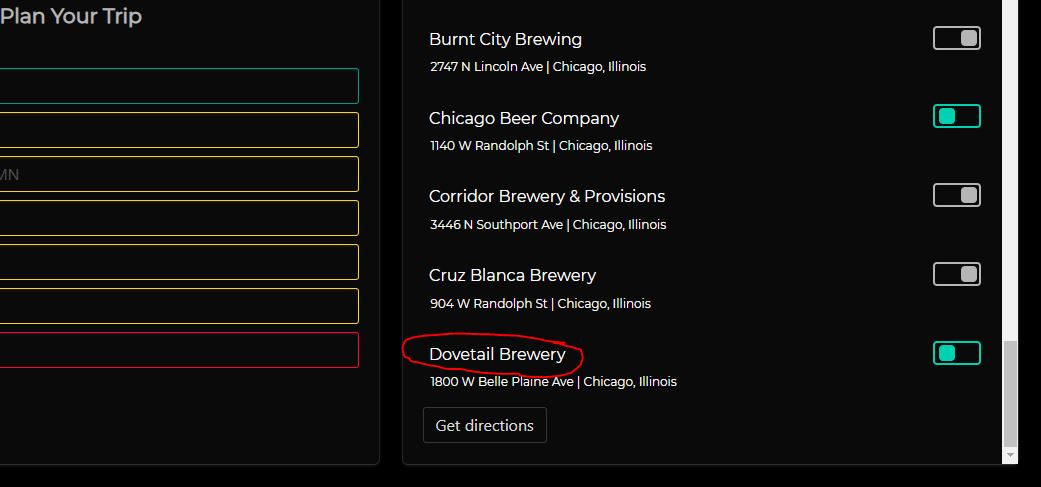 Plan Your Trip
MN
Burnt City Brewing
2747 N Lincoln Ave | Chicago, Illinois
Chicago Beer Company
1140 W Randolph St | Chicago, Illinois
Corridor Brewery & Provisions
3446 N Southport Ave | Chicago, Illinois
Cruz Blanca Brewery
904 W Randolph St | Chicago, Illinois
Dovetail Brewery
1800 W Belle Plaine Ave | Chicago, Illinois
Get directions